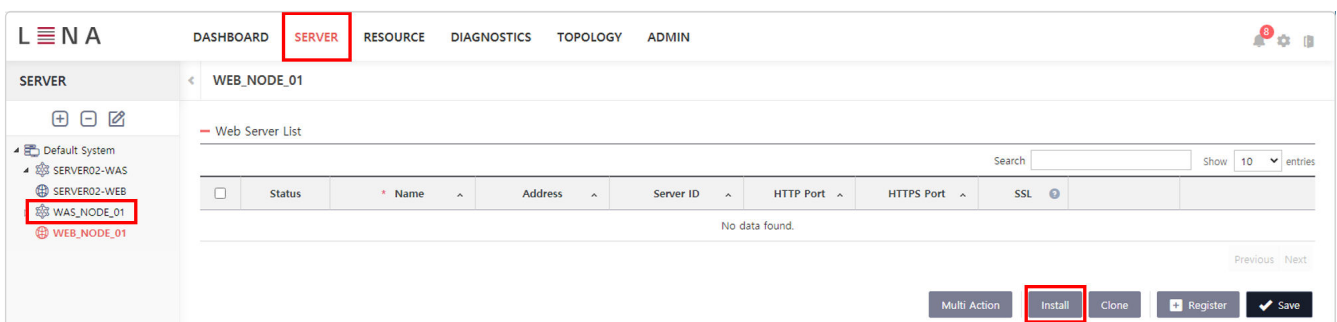 LENA
DASHBOARD SERVER RESOURCE DIAGNOSTICS TOPOLOGY ADMIN
8
SERVER
WEB_NODE_01
Default System
SERVER02-WAS
SERVER02-WEB
WAS_NODE_01
WEB_NODE_01
Web Server List
Search Show 10 entries
Status * Name Address Server ID HTTP Port HTTPS Port SSL ?
No data found.
Previous Next
Multi Action Install Clone Register Save